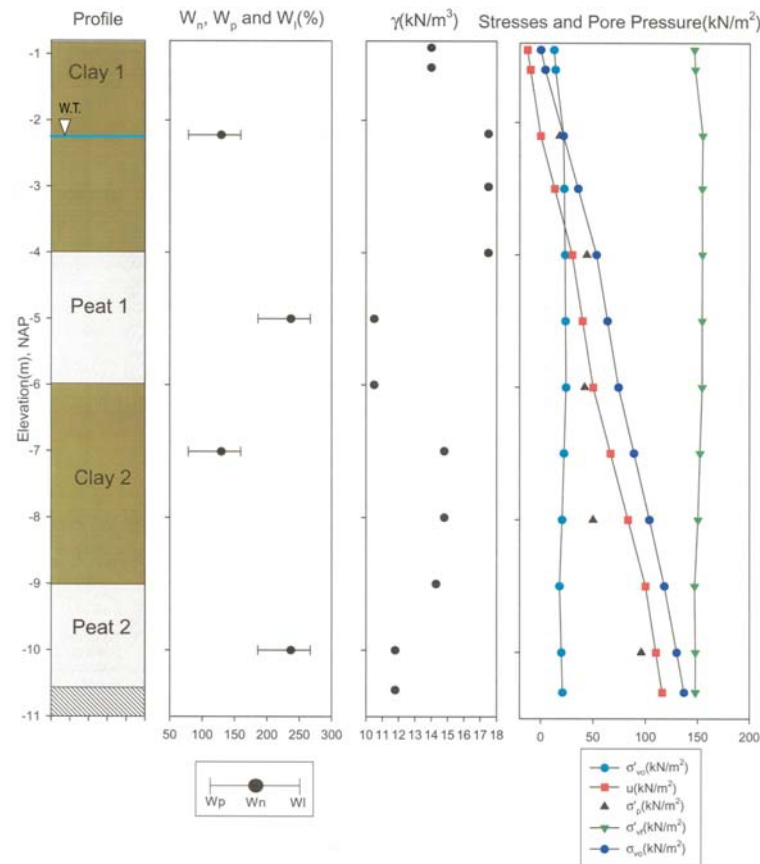 Profile
Wn, Wp and Wl(%)
γ(kN/m³)
Stresses and Pore Pressure(kN/m²)
Elevation(m), NAP
-1
-2
-3
-4
-5
-6
-7
-8
-9
-10
-11
Clay 1
W.T.
Peat 1
Clay 2
Peat 2
50 100 150 200 250 300
10 11 12 13 14 15 16 17 18
0 50 100 150 200
Wp Wn Wl
σ'vo(kN/m²)
u(kN/m²)
σ'p(kN/m²)
σ'vf(kN/m²)
σvo(kN/m²)